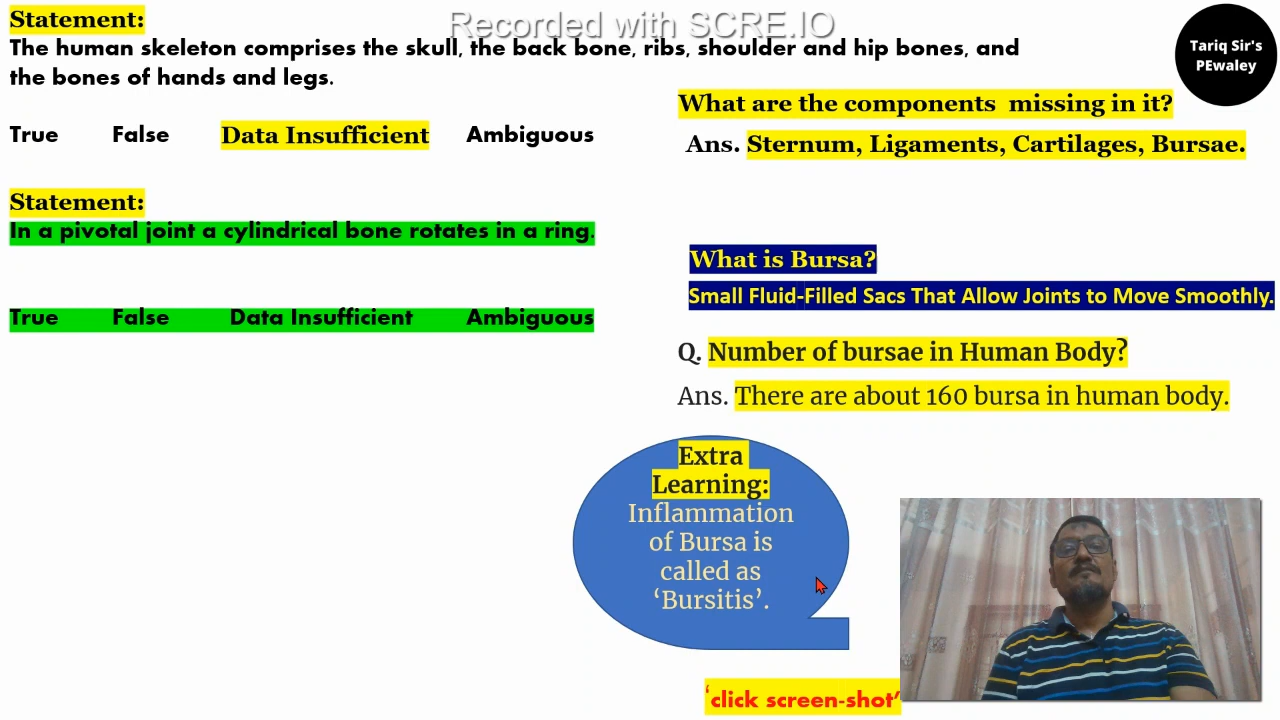 Recorded with SCRE.IO
Statement:
The human skeleton comprises the skull, the back bone, ribs, shoulder and hip bones, and
the bones of hands and legs.
True False Data Insufficient Ambiguous
Statement:
In a pivotal joint a cylindrical bone rotates in a ring.
True False Data Insufficient Ambiguous
Tariq Sir's
PEwaley
What are the components missing in it?
Ans. Sternum, Ligaments, Cartilages, Bursae.
What is Bursa?
Small Fluid-Filled Sacs That Allow Joints to Move Smoothly.
Q. Number of bursae in Human Body?
Ans. There are about 160 bursa in human body.
Extra
Learning:
Inflammation
of Bursa is
called as
‘Bursitis’.
‘click screen-shot’